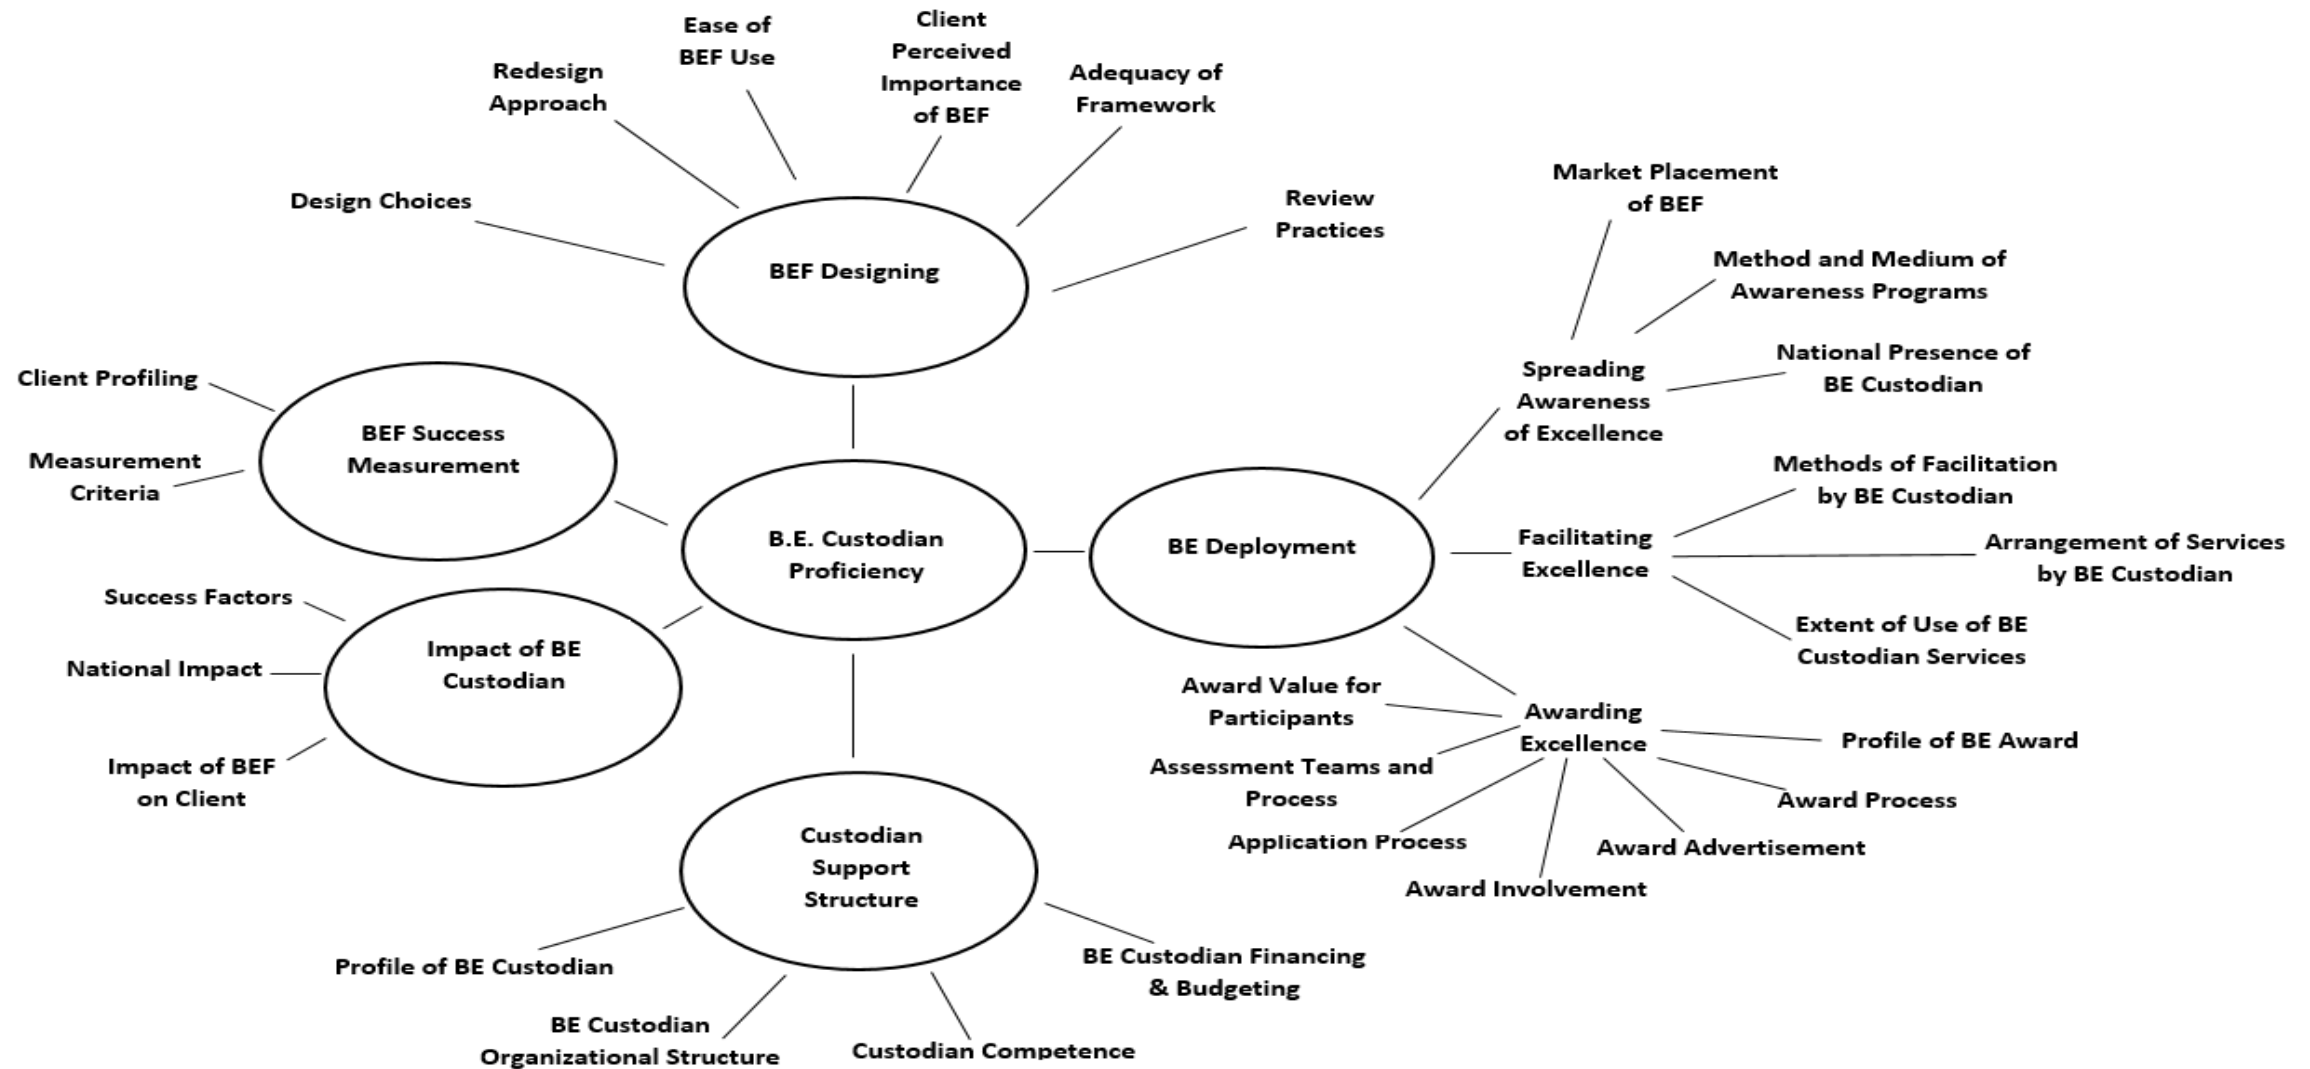 Ease of
BEF Use
Client
Perceived
Importance
of BEF
Redesign
Approach
Adequacy of
Framework
Design Choices
Review
Practices
BEF Designing
Market Placement
of BEF
Method and Medium of
Awareness Programs
National Presence of
BE Custodian
Spreading
Awareness
of Excellence
Client Profiling
Measurement
Criteria
BEF Success
Measurement
B.E. Custodian
Proficiency
BE Deployment
Methods of Facilitation
by BE Custodian
Facilitating
Excellence
Arrangement of Services
by BE Custodian
Extent of Use of BE
Custodian Services
Success Factors
National Impact
Impact of BEF
on Client
Impact of BE
Custodian
Award Value for
Participants
Awarding
Excellence
Assessment Teams and
Process
Application Process
Award Involvement
Award Advertisement
Award Process
Profile of BE Award
Custodian
Support
Structure
Profile of BE Custodian
BE Custodian
Organizational Structure
Custodian Competence
BE Custodian Financing
& Budgeting